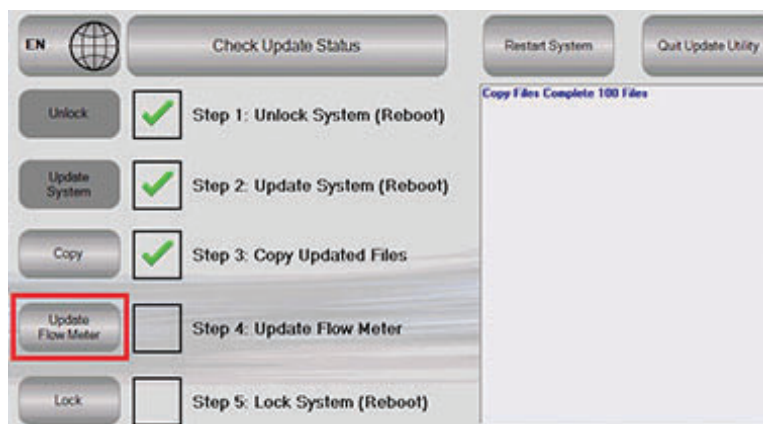 EN
Check Update Status
Restart System
Quit Update Utility
Copy Files Complete 100 Files
Unlock
Step 1: Unlock System (Reboot)
Update
System
Step 2: Update System (Reboot)
Copy
Step 3: Copy Updated Files
Update
Flow Meter
Step 4: Update Flow Meter
Lock
Step 5: Lock System (Reboot)